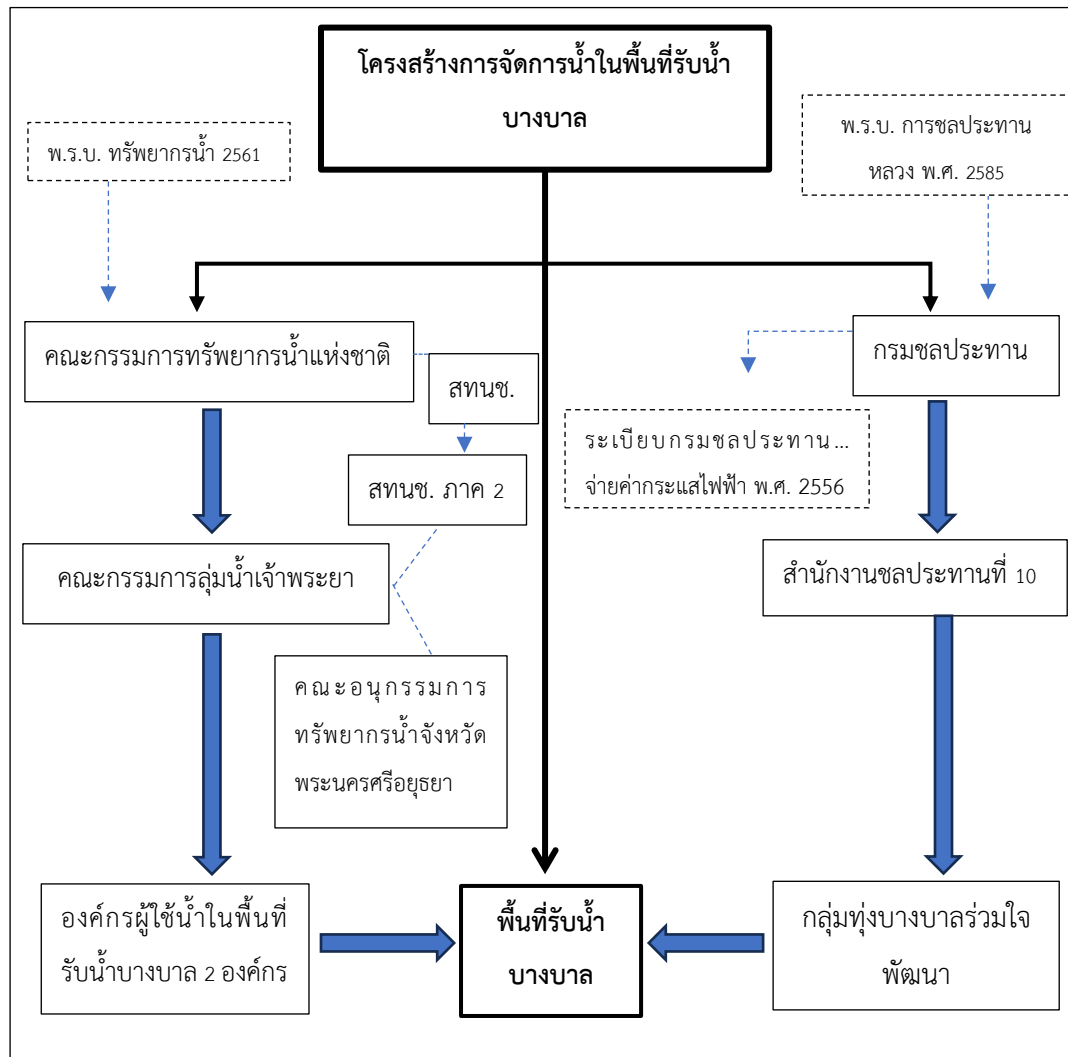 โครงสร้างการจัดการน้ำในพื้นที่รับน้ำ
บางบาล
พ.ร.บ. ทรัพยากรน้ำ 2561
พ.ร.บ. การชลประทาน
หลวง พ.ศ. 2585
คณะกรรมการทรัพยากรน้ำแห่งชาติ
สทนช.
กรมชลประทาน
ระเบียบกรมชลประทาน...
จ่ายค่ากระแสไฟฟ้า พ.ศ. 2556
สทนช. ภาค 2
คณะกรรมการลุ่มน้ำเจ้าพระยา
สำนักงานชลประทานที่ 10
คณะอนุกรรมการ
ทรัพยากรน้ำจังหวัด
พระนครศรีอยุธยา
องค์กรผู้ใช้น้ำในพื้นที่
รับน้ำบางบาล 2 องค์กร
พื้นที่รับน้ำ
บางบาล
กลุ่มทุ่งบางบาลร่วมใจ
พัฒนา